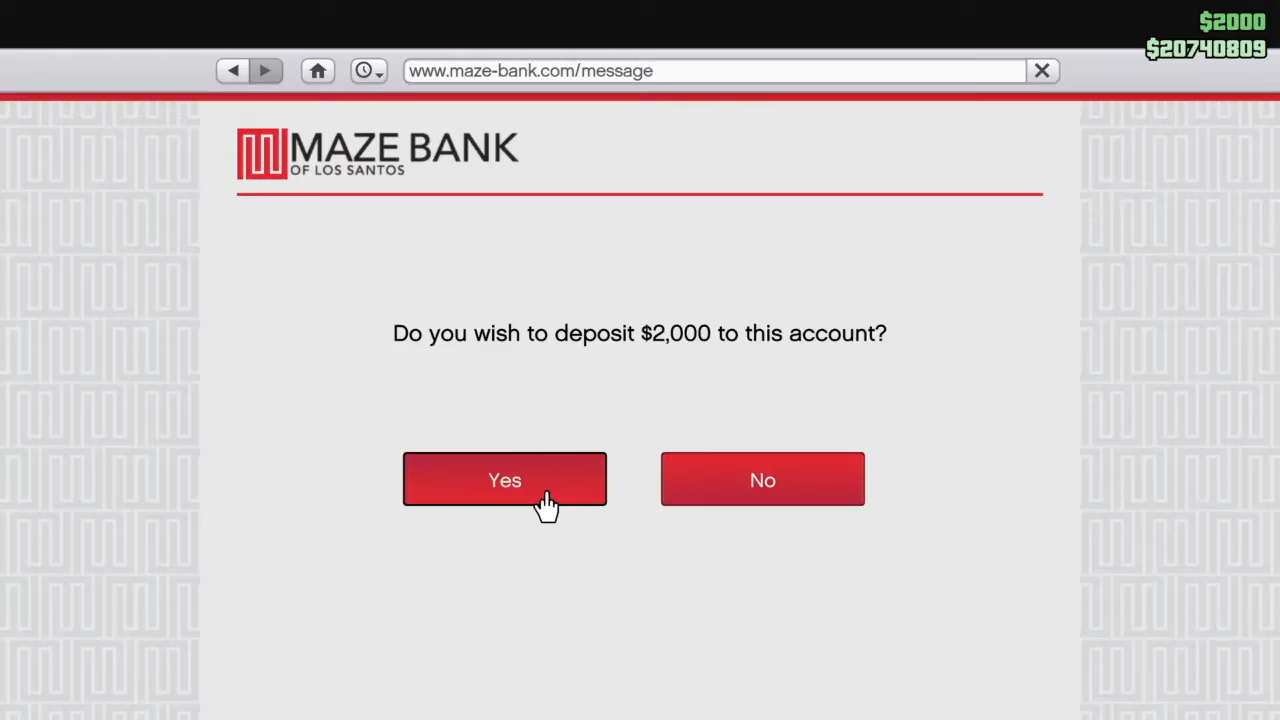 $2000
$20740809
www.maze-bank.com/message
MAZE BANK
OF LOS SANTOS
Do you wish to deposit $2,000 to this account?
Yes
No